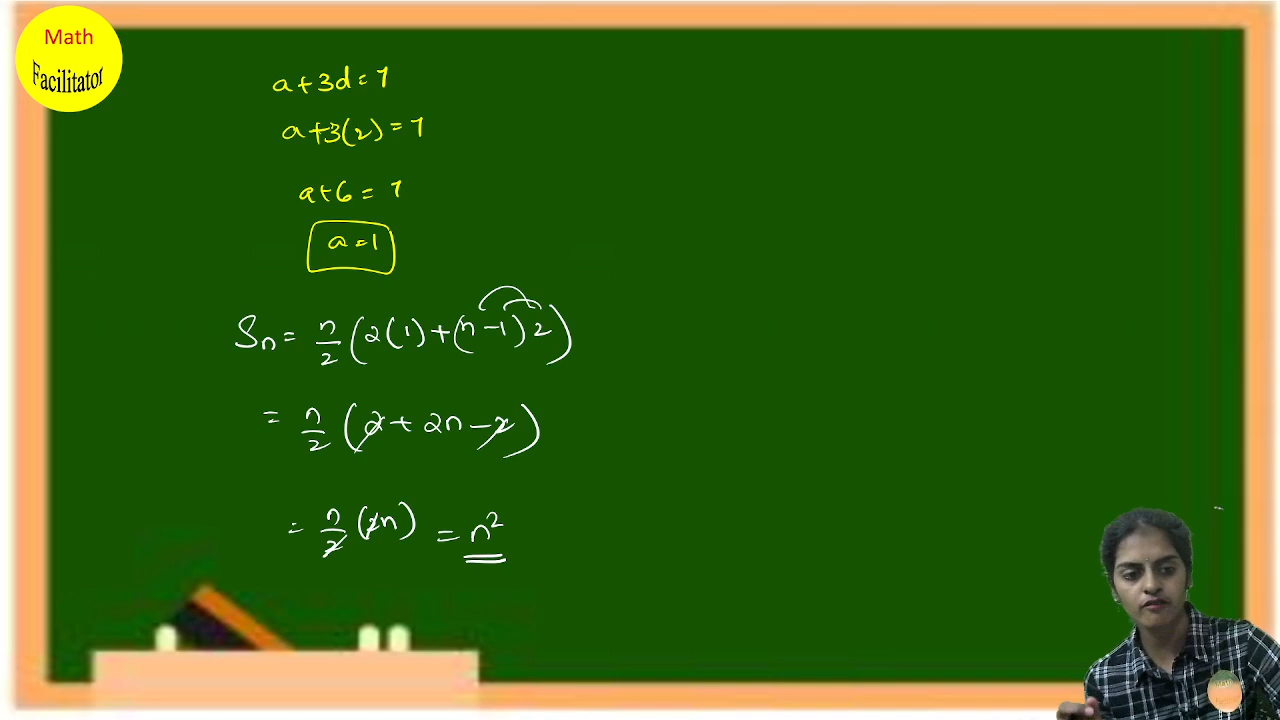 Math
Facilitator
a+3d=7
a+3(2)=7
a+6=7
a=1
Sn = n/2 (2(1)+(n-1)2)
= n/2 (2+2n-2)
= n/2 (2n) = n²